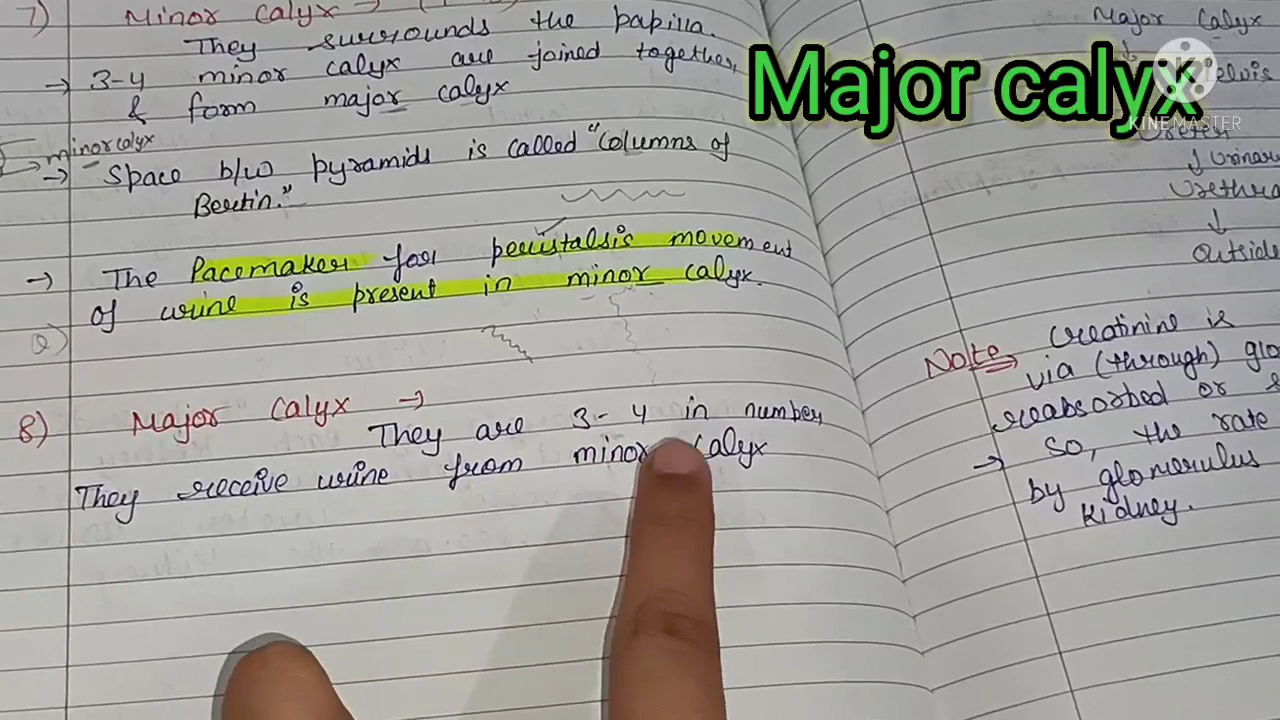 7) Minor Calyx →
They surrounds the papilla.
→ 3-4 minor calyx are joined together,
& form major calyx
→ minor calyx
→ Space b/w pyramids is called "Columns of
Bertin."
→ The Pacemaker for peristalsis movement
of urine is present in minor calyx.
Q)
8) Major Calyx →
They are 3-4 in number,
They receive urine from minor calyx
Major calyx
KINEMASTER
Major Calyx
↓
elvis
↓ Urinary
Urethra
↓
Outside
Note ⇒ Creatinine is
via (through) glo
reabsorbed or
→ so, the rate
by glomerulus
Kidney.